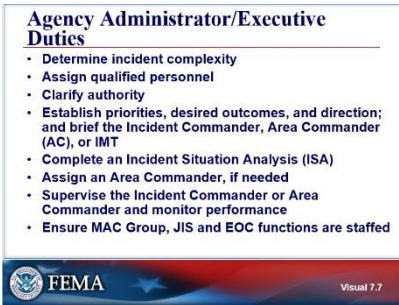 Agency Administrator/Executive
Duties
• Determine incident complexity
• Assign qualified personnel
• Clarify authority
• Establish priorities, desired outcomes, and direction;
and brief the Incident Commander, Area Commander
(AC), or IMT
• Complete an Incident Situation Analysis (ISA)
• Assign an Area Commander, if needed
• Supervise the Incident Commander or Area
Commander and monitor performance
• Ensure MAC Group, JIS and EOC functions are staffed
FEMA
Visual 7.7